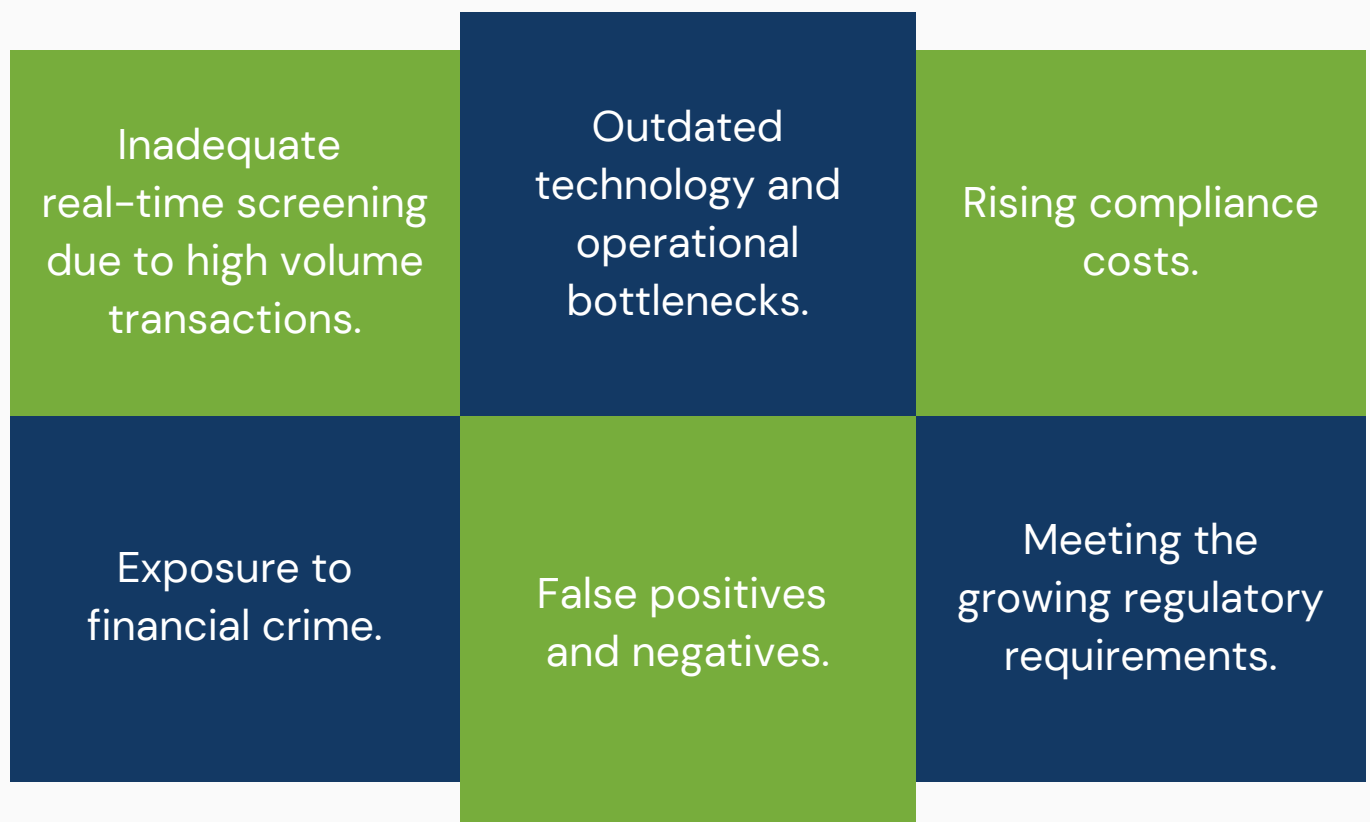 Inadequate
real-time screening
due to high volume
transactions.
Outdated
technology and
operational
bottlenecks.
Rising compliance
costs.
Exposure to
financial crime.
False positives
and negatives.
Meeting the
growing regulatory
requirements.